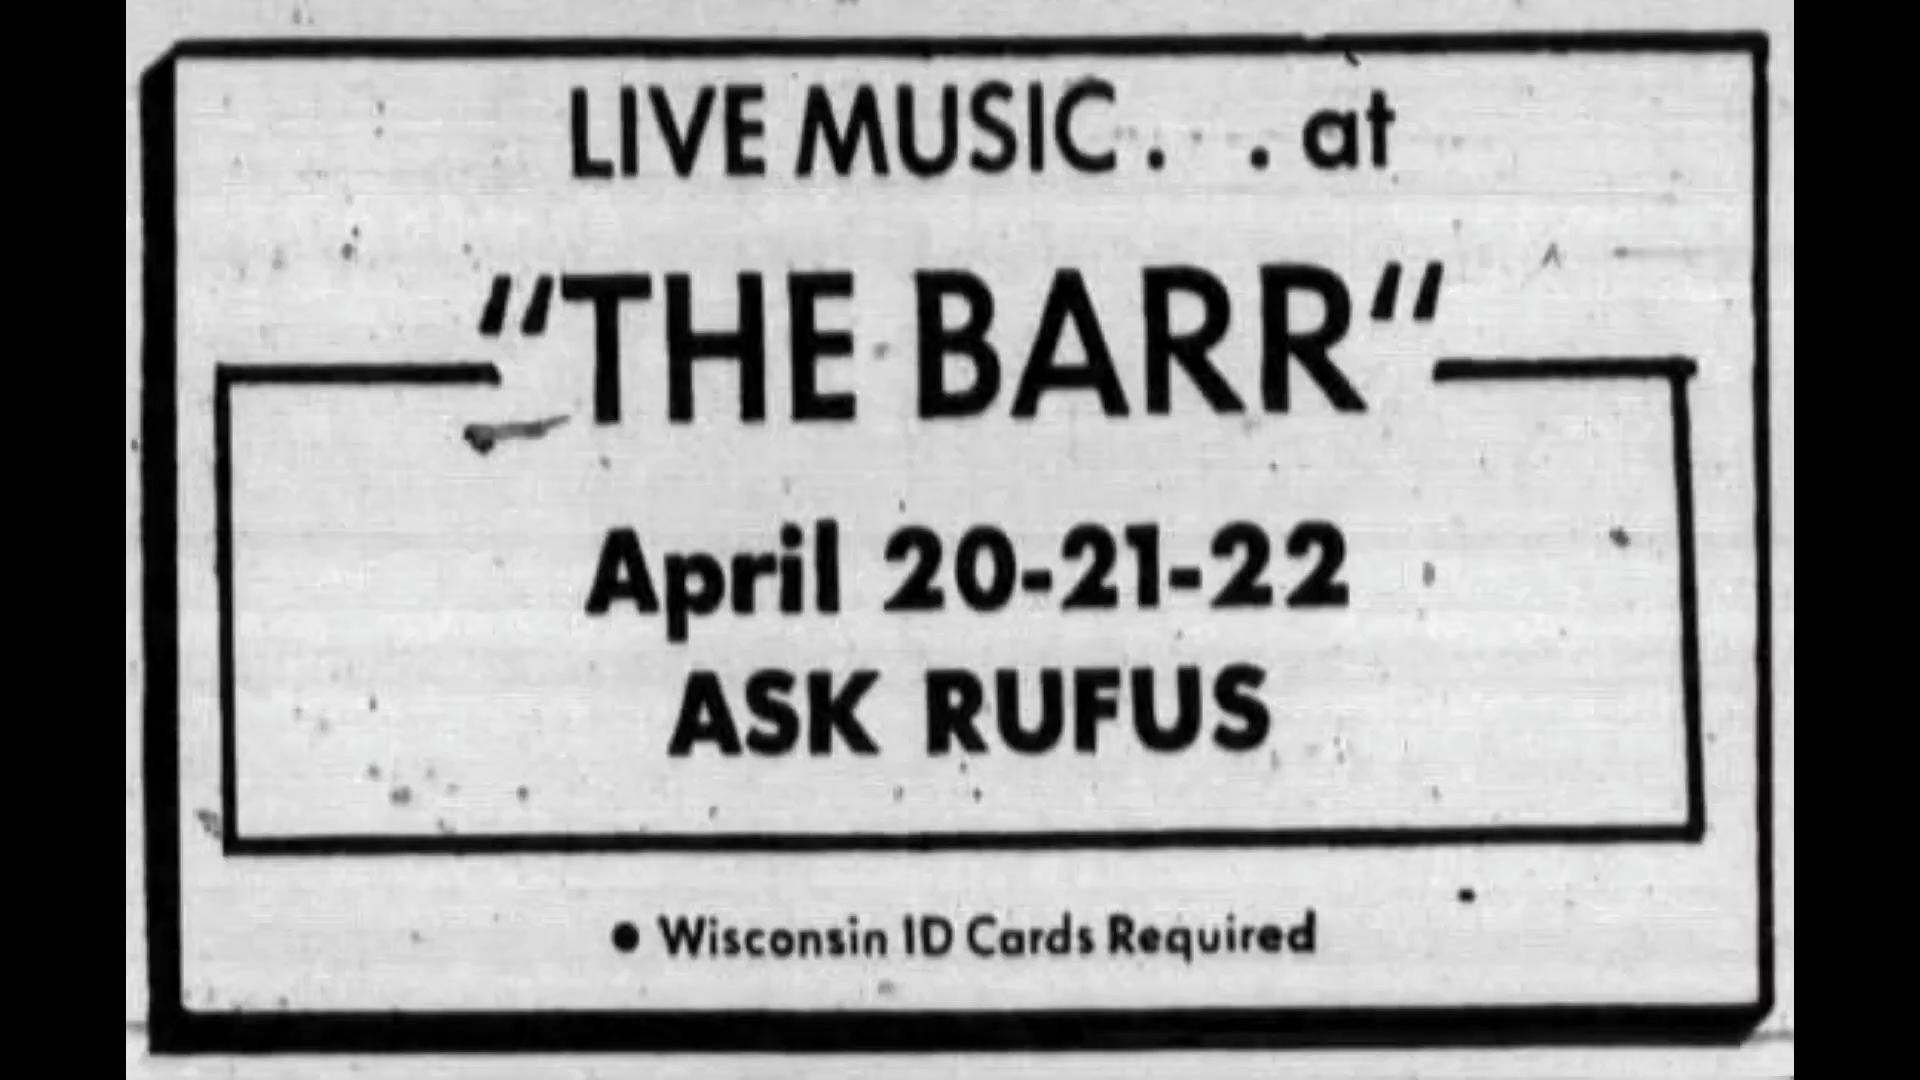 LIVE MUSIC. . at
"THE BARR"
April 20-21-22
ASK RUFUS
• Wisconsin ID Cards Required